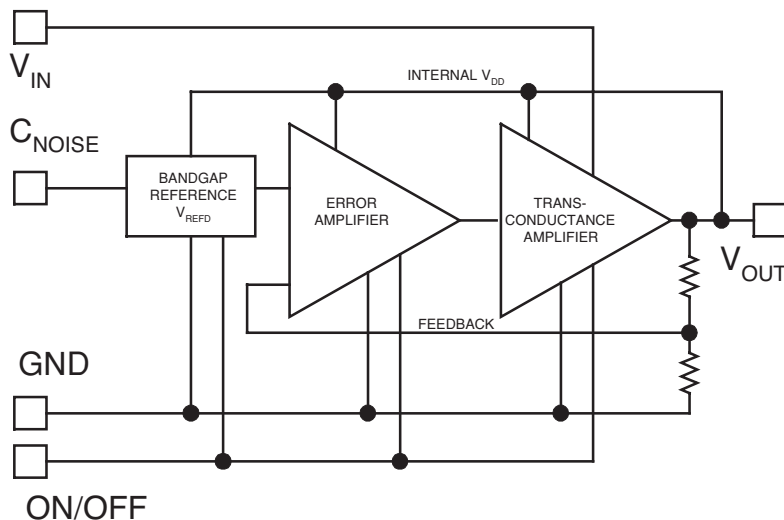 V_IN
INTERNAL V_DD
C_NOISE
BANDGAP
REFERENCE
V_REFD
ERROR
AMPLIFIER
TRANS-
CONDUCTANCE
AMPLIFIER
V_OUT
FEEDBACK
GND
ON/OFF